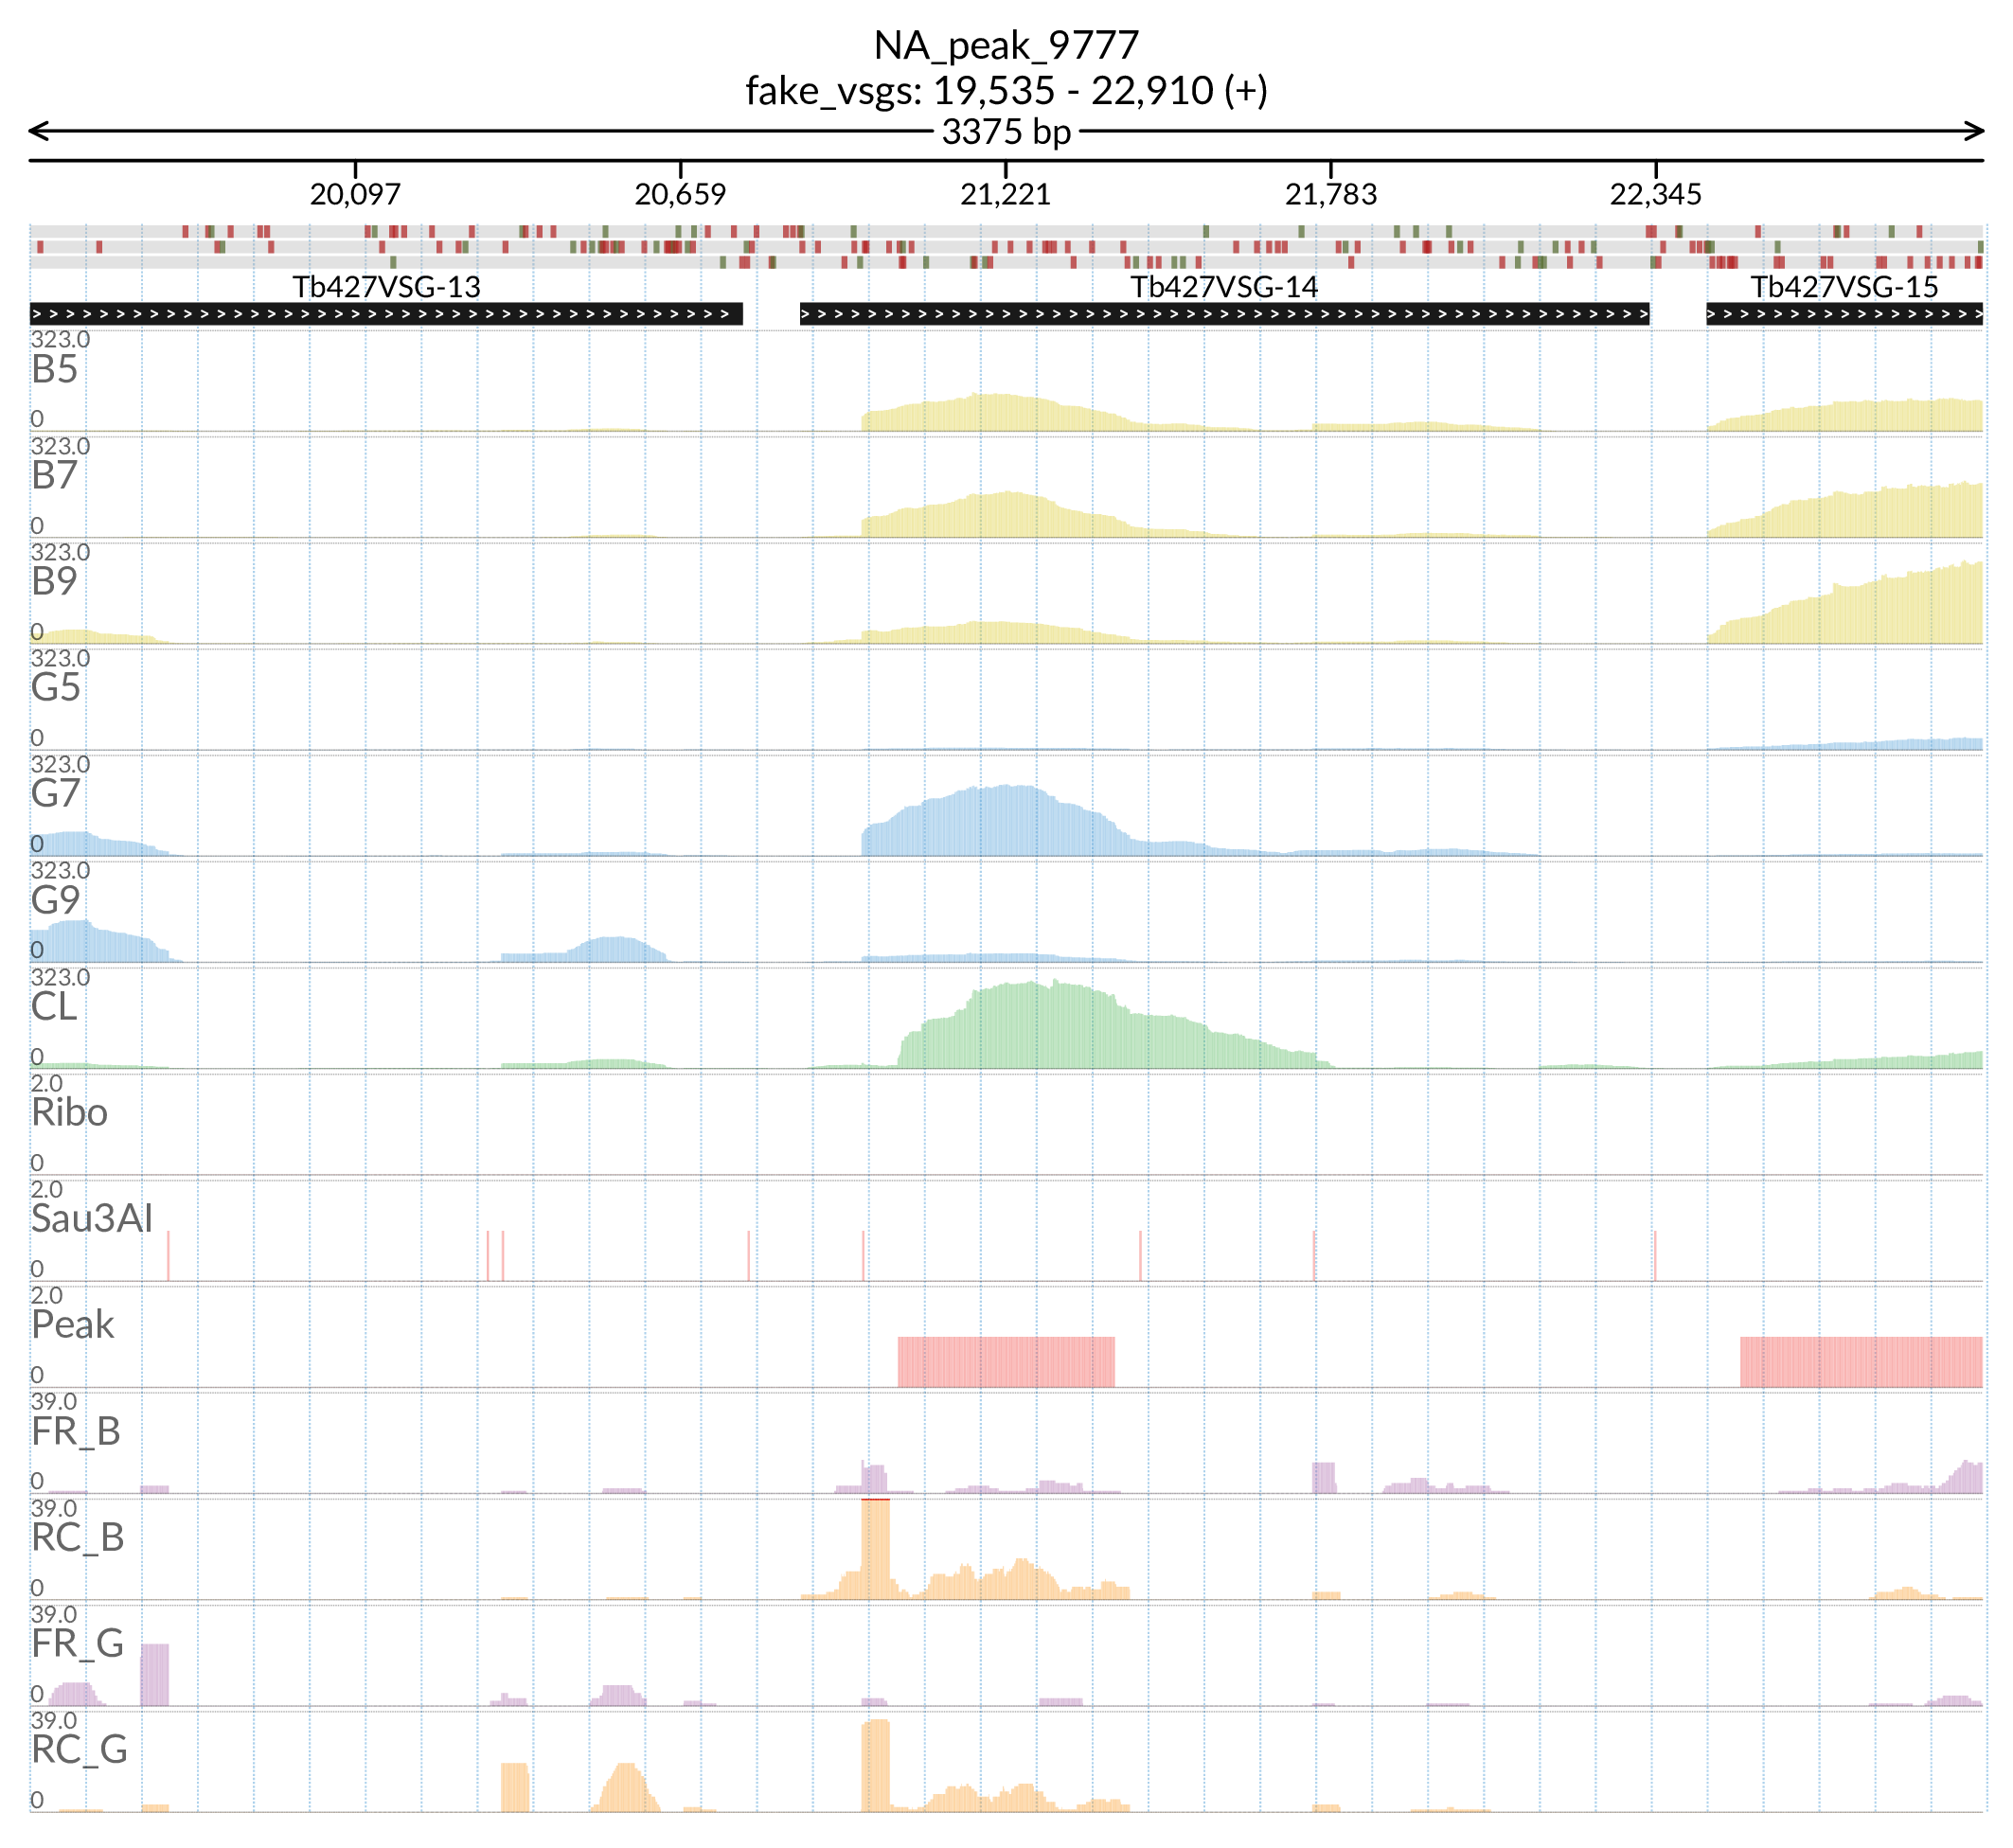 NA_peak_9777
fake_vsgs: 19,535 - 22,910 (+)
3375 bp
20,097 20,659 21,221 21,783 22,345
Tb427VSG-13 Tb427VSG-14 Tb427VSG-15
323.0
B5
0
323.0
B7
0
323.0
B9
0
323.0
G5
0
323.0
G7
0
323.0
G9
0
323.0
CL
0
2.0
Ribo
0
2.0
Sau3AI
0
2.0
Peak
0
39.0
FR_B
0
39.0
RC_B
0
39.0
FR_G
0
39.0
RC_G
0